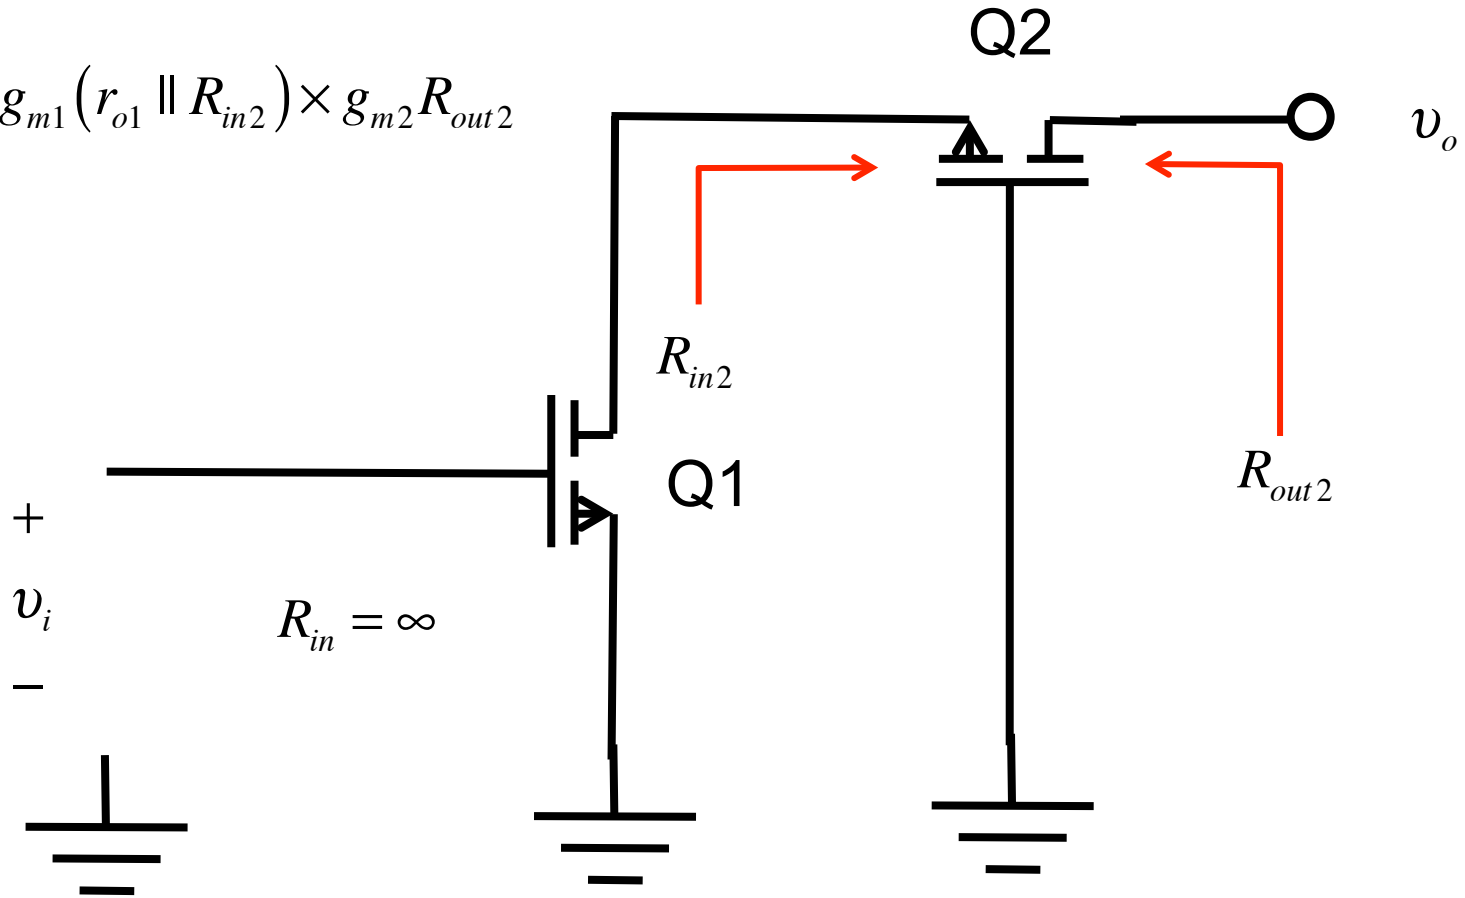 Q2
g_{m1}(r_{o1} || R_{in2}) × g_{m2}R_{out2}
υ_o
R_{in2}
Q1
R_{out2}
+
υ_i
R_{in} = ∞
−